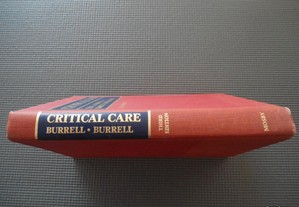 CRITICAL CARE
BURRELL • BURRELL
THIRD
EDITION
MOSBY